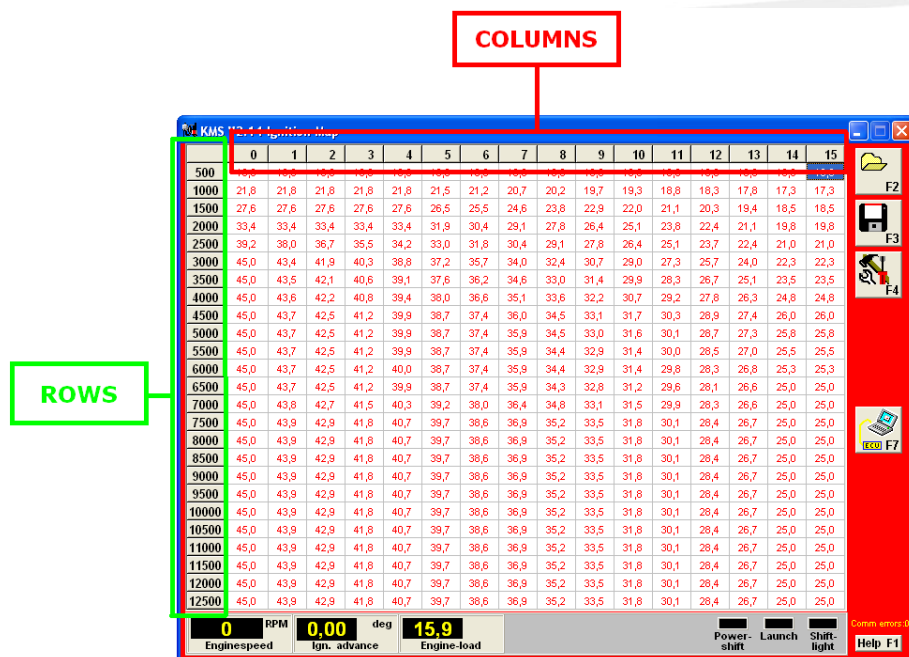 COLUMNS
KMS Ignition Map
0 1 2 3 4 5 6 7 8 9 10 11 12 13 14 15
500
F2
1000 21,8 21,8 21,8 21,8 21,8 21,5 21,2 20,7 20,2 19,7 19,3 18,8 18,3 17,8 17,3 17,3
1500 27,6 27,6 27,6 27,6 27,6 26,5 25,5 24,6 23,8 22,9 22,0 21,1 20,3 19,4 18,5 18,5
2000 33,4 33,4 33,4 33,4 33,4 31,9 30,4 29,1 27,8 26,4 25,1 23,8 22,4 21,1 19,8 19,8
F3
2500 39,2 38,0 36,7 35,5 34,2 33,0 31,8 30,4 29,1 27,8 26,4 25,1 23,7 22,4 21,0 21,0
3000 45,0 43,4 41,9 40,3 38,8 37,2 35,7 34,0 32,4 30,7 29,0 27,3 25,7 24,0 22,3 22,3
3500 45,0 43,5 42,1 40,6 39,1 37,6 36,2 34,6 33,0 31,4 29,9 28,3 26,7 25,1 23,5 23,5
F4
4000 45,0 43,6 42,2 40,8 39,4 38,0 36,6 35,1 33,6 32,2 30,7 29,2 27,8 26,3 24,8 24,8
4500 45,0 43,7 42,5 41,2 39,9 38,7 37,4 36,0 34,5 33,1 31,7 30,3 28,9 27,4 26,0 26,0
5000 45,0 43,7 42,5 41,2 39,9 38,7 37,4 35,9 34,5 33,0 31,6 30,1 28,7 27,3 25,8 25,8
5500 45,0 43,7 42,5 41,2 39,9 38,7 37,4 35,9 34,4 32,9 31,4 30,0 28,5 27,0 25,5 25,5
6000 45,0 43,7 42,5 41,2 40,0 38,7 37,4 35,9 34,4 32,9 31,4 29,8 28,3 26,8 25,3 25,3
ROWS
6500 45,0 43,7 42,5 41,2 39,9 38,7 37,4 35,9 34,3 32,8 31,2 29,6 28,1 26,6 25,0 25,0
7000 45,0 43,8 42,7 41,5 40,3 39,2 38,0 36,4 34,8 33,1 31,5 29,9 28,3 26,6 25,0 25,0
7500 45,0 43,9 42,9 41,8 40,7 39,7 38,6 36,9 35,2 33,5 31,8 30,1 28,4 26,7 25,0 25,0
8000 45,0 43,9 42,9 41,8 40,7 39,7 38,6 36,9 35,2 33,5 31,8 30,1 28,4 26,7 25,0 25,0
ECU F7
8500 45,0 43,9 42,9 41,8 40,7 39,7 38,6 36,9 35,2 33,5 31,8 30,1 28,4 26,7 25,0 25,0
9000 45,0 43,9 42,9 41,8 40,7 39,7 38,6 36,9 35,2 33,5 31,8 30,1 28,4 26,7 25,0 25,0
9500 45,0 43,9 42,9 41,8 40,7 39,7 38,6 36,9 35,2 33,5 31,8 30,1 28,4 26,7 25,0 25,0
10000 45,0 43,9 42,9 41,8 40,7 39,7 38,6 36,9 35,2 33,5 31,8 30,1 28,4 26,7 25,0 25,0
10500 45,0 43,9 42,9 41,8 40,7 39,7 38,6 36,9 35,2 33,5 31,8 30,1 28,4 26,7 25,0 25,0
11000 45,0 43,9 42,9 41,8 40,7 39,7 38,6 36,9 35,2 33,5 31,8 30,1 28,4 26,7 25,0 25,0
11500 45,0 43,9 42,9 41,8 40,7 39,7 38,6 36,9 35,2 33,5 31,8 30,1 28,4 26,7 25,0 25,0
12000 45,0 43,9 42,9 41,8 40,7 39,7 38,6 36,9 35,2 33,5 31,8 30,1 28,4 26,7 25,0 25,0
12500 45,0 43,9 42,9 41,8 40,7 39,7 38,6 36,9 35,2 33,5 31,8 30,1 28,4 26,7 25,0 25,0
0 RPM 0,00 deg 15,9
Comm errors:0
Enginespeed Ign. advance Engine-load
Power-shift Launch Shift-light
Help F1